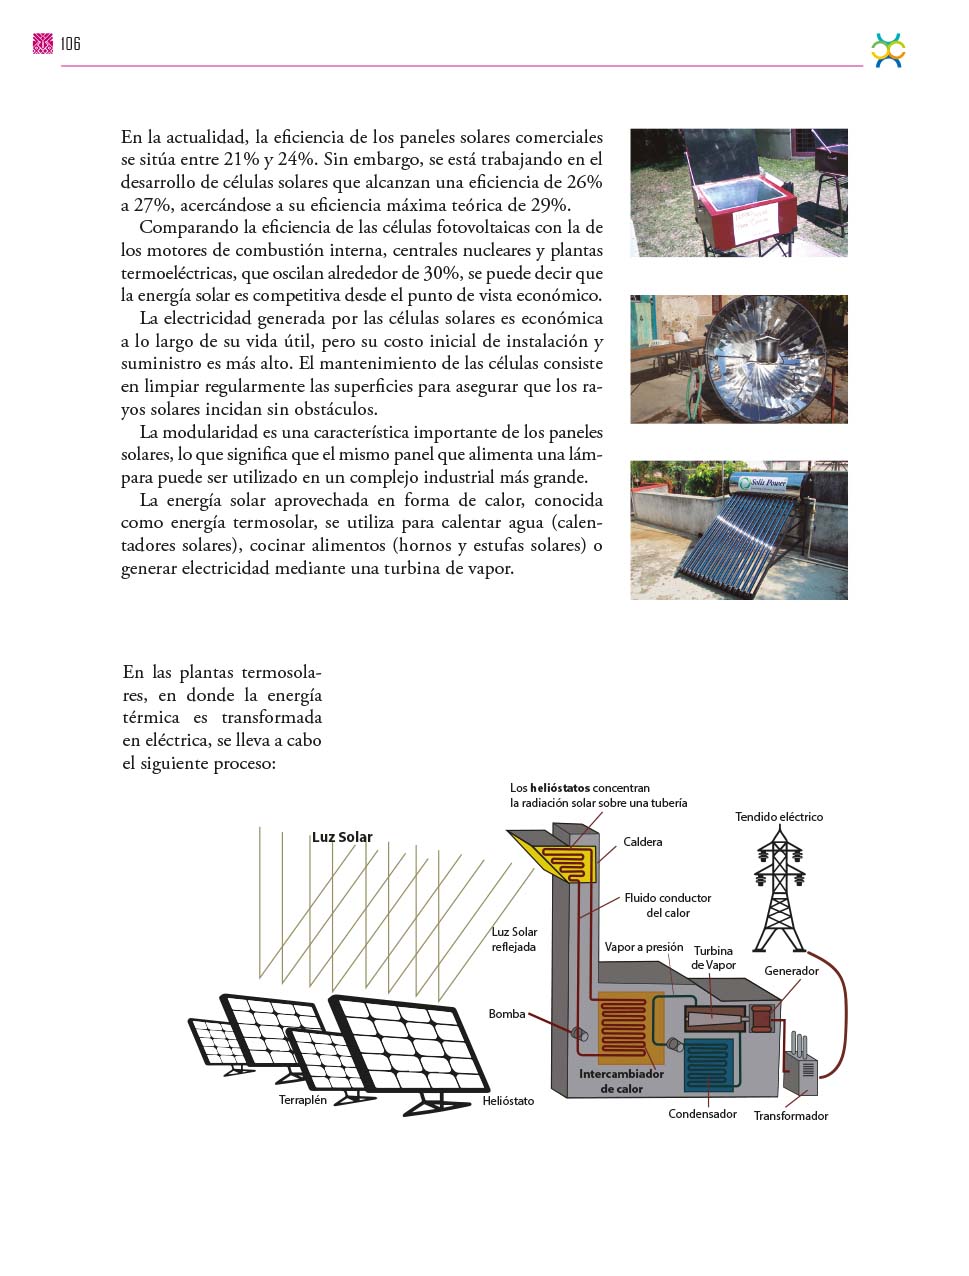 106
En la actualidad, la eficiencia de los paneles solares comerciales
se sitúa entre 21% y 24%. Sin embargo, se está trabajando en el
desarrollo de células solares que alcanzan una eficiencia de 26%
a 27%, acercándose a su eficiencia máxima teórica de 29%.
Comparando la eficiencia de las células fotovoltaicas con la de
los motores de combustión interna, centrales nucleares y plantas
termoeléctricas, que oscilan alrededor de 30%, se puede decir que
la energía solar es competitiva desde el punto de vista económico.
La electricidad generada por las células solares es económica
a lo largo de su vida útil, pero su costo inicial de instalación y
suministro es más alto. El mantenimiento de las células consiste
en limpiar regularmente las superficies para asegurar que los ra-
yos solares incidan sin obstáculos.
La modularidad es una característica importante de los paneles
solares, lo que significa que el mismo panel que alimenta una lám-
para puede ser utilizado en un complejo industrial más grande.
La energía solar aprovechada en forma de calor, conocida
como energía termosolar, se utiliza para calentar agua (calen-
tadores solares), cocinar alimentos (hornos y estufas solares) o
generar electricidad mediante una turbina de vapor.
Solis Power
En las plantas termosola-
res, en donde la energía
térmica es transformada
en eléctrica, se lleva a cabo
el siguiente proceso:
Los helióstatos concentran
la radiación solar sobre una tubería
Luz Solar
Caldera
Tendido eléctrico
Fluido conductor
del calor
Luz Solar
reflejada
Vapor a presión
Turbina
de Vapor
Generador
Bomba
Intercambiador
de calor
Terraplén
Helióstato
Condensador
Transformador